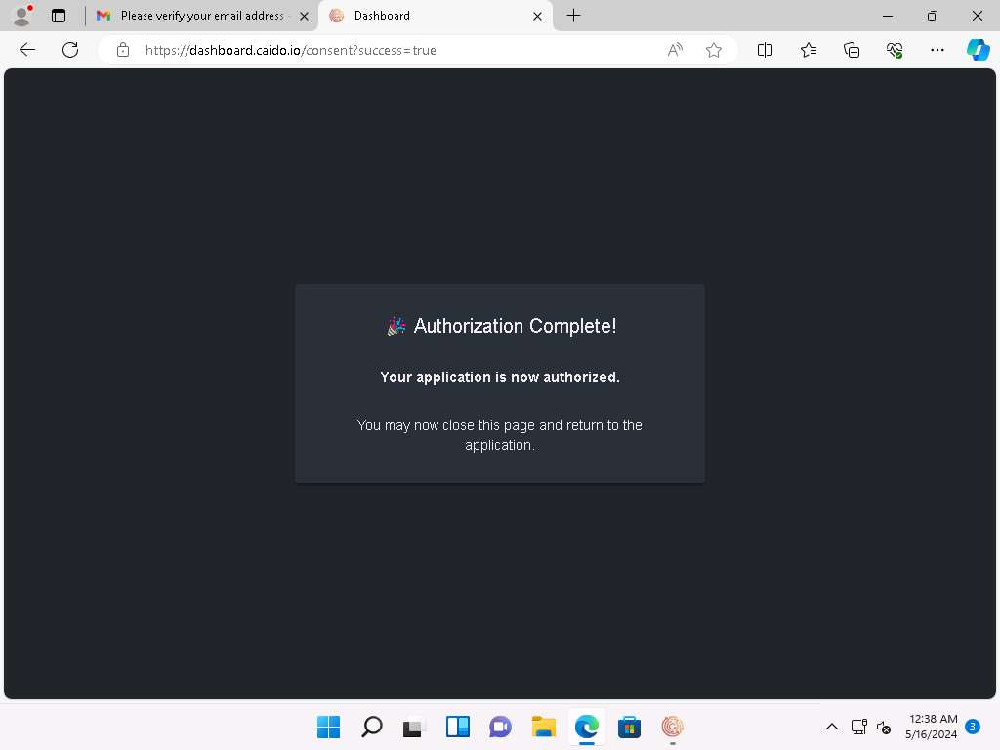 Please verify your email address -
Dashboard
https://dashboard.caido.io/consent?success=true
🎉 Authorization Complete!
Your application is now authorized.
You may now close this page and return to the
application.
12:38 AM
5/16/2024
3